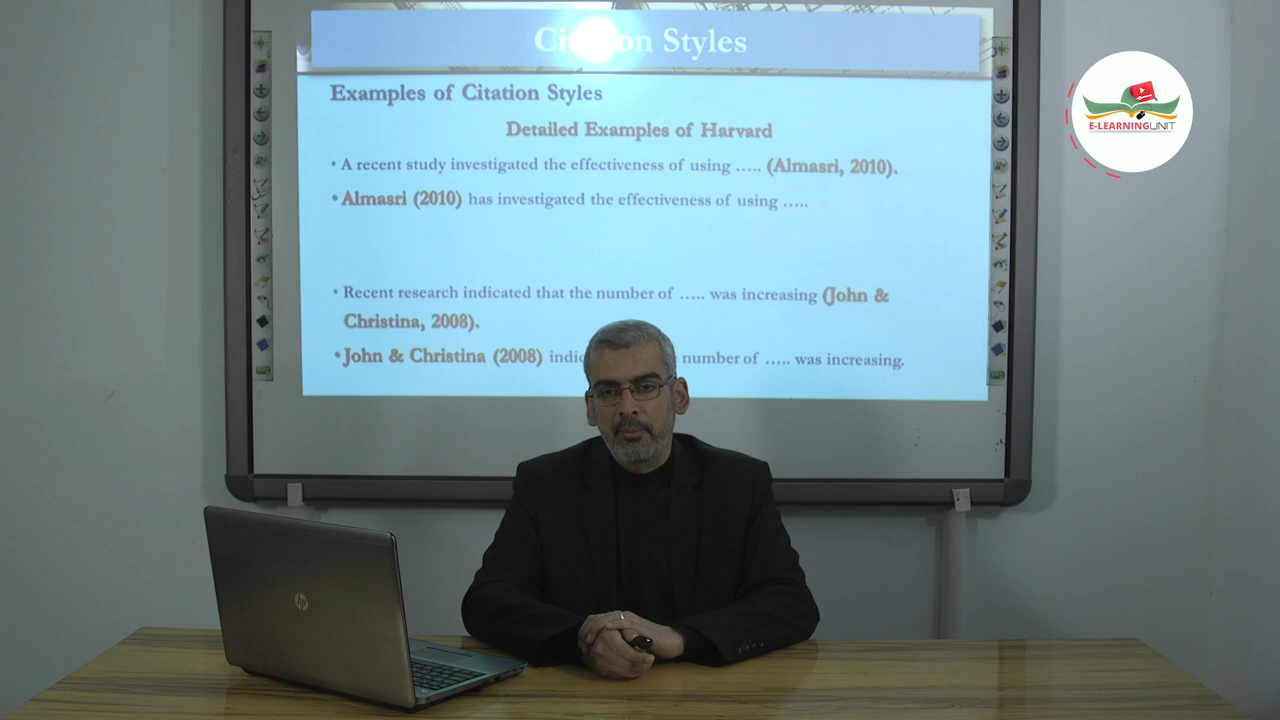 Citation Styles
E-LEARNINGUNIT
Examples of Citation Styles
Detailed Examples of Harvard
• A recent study investigated the effectiveness of using ….. (Almasri, 2010).
• Almasri (2010) has investigated the effectiveness of using …..
• Recent research indicated that the number of ….. was increasing (John &
Christina, 2008).
• John & Christina (2008) number of ….. was increasing.
hp